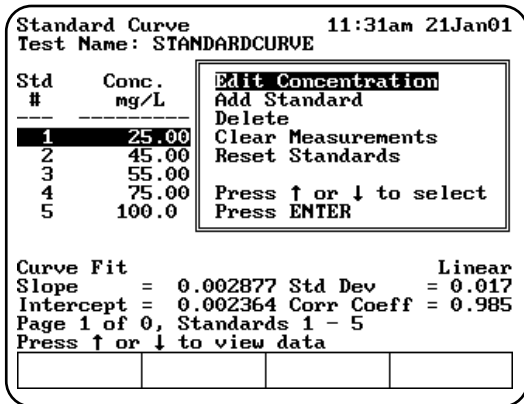 Standard Curve 11:31am 21Jan01
Test Name: STANDARDCURVE
Std Conc. Edit Concentration
# mg/L Add Standard
--- --------- Delete
1 25.00 Clear Measurements
2 45.00 Reset Standards
3 55.00
4 75.00 Press ↑ or ↓ to select
5 100.0 Press ENTER
Curve Fit Linear
Slope = 0.002877 Std Dev = 0.017
Intercept = 0.002364 Corr Coeff = 0.985
Page 1 of 0, Standards 1 - 5
Press ↑ or ↓ to view data